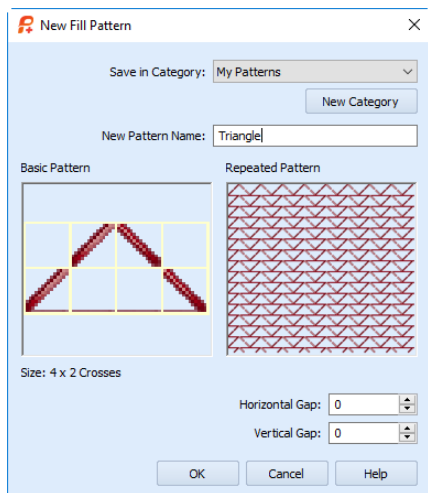 New Fill Pattern
Save in Category: My Patterns
New Category
New Pattern Name: Triangle
Basic Pattern Repeated Pattern
Size: 4 x 2 Crosses
Horizontal Gap: 0
Vertical Gap: 0
OK Cancel Help